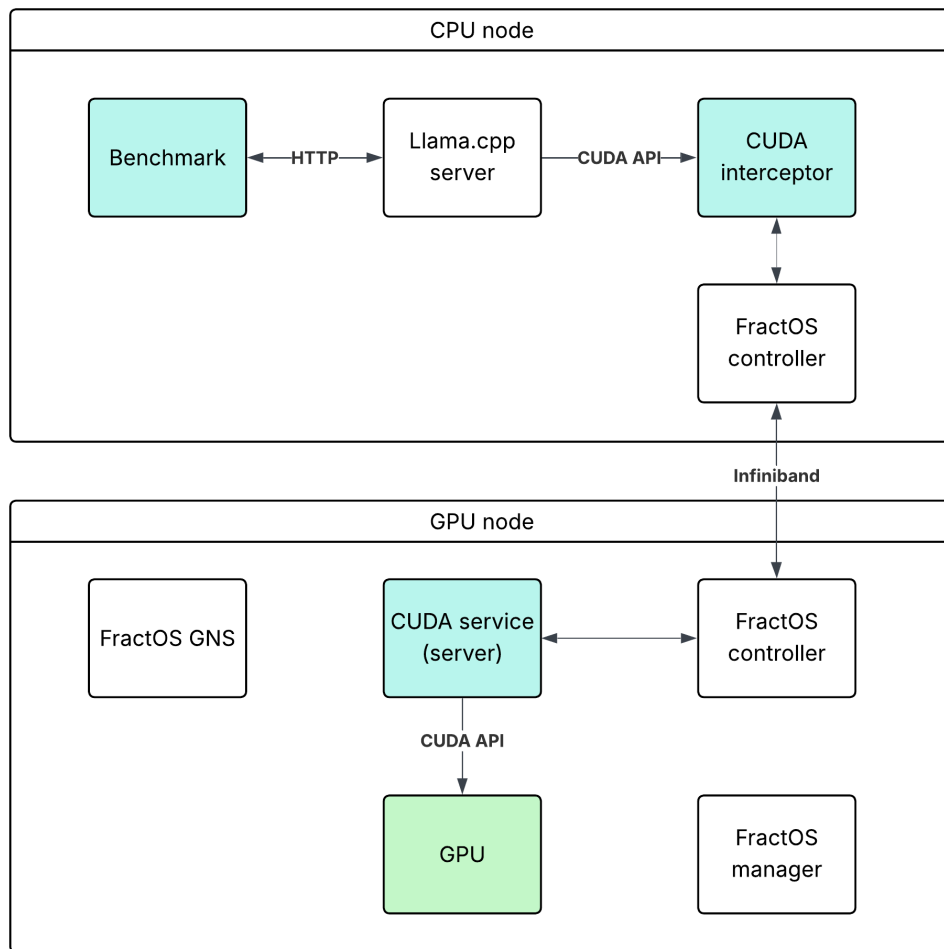 CPU node
Benchmark
HTTP
Llama.cpp
server
CUDA API
CUDA
interceptor
FractOS
controller
Infiniband
GPU node
FractOS GNS
CUDA service
(server)
FractOS
controller
CUDA API
GPU
FractOS
manager